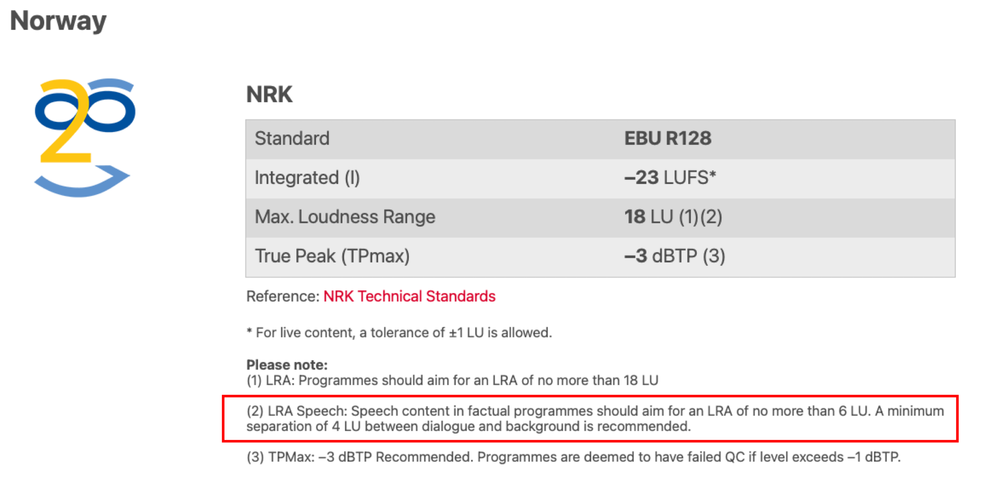 Norway
NRK
Standard EBU R128
Integrated (I) –23 LUFS*
Max. Loudness Range 18 LU (1)(2)
True Peak (TPmax) –3 dBTP (3)
Reference: NRK Technical Standards
* For live content, a tolerance of ±1 LU is allowed.
Please note:
(1) LRA: Programmes should aim for an LRA of no more than 18 LU
(2) LRA Speech: Speech content in factual programmes should aim for an LRA of no more than 6 LU. A minimum
separation of 4 LU between dialogue and background is recommended.
(3) TPMax: –3 dBTP Recommended. Programmes are deemed to have failed QC if level exceeds –1 dBTP.